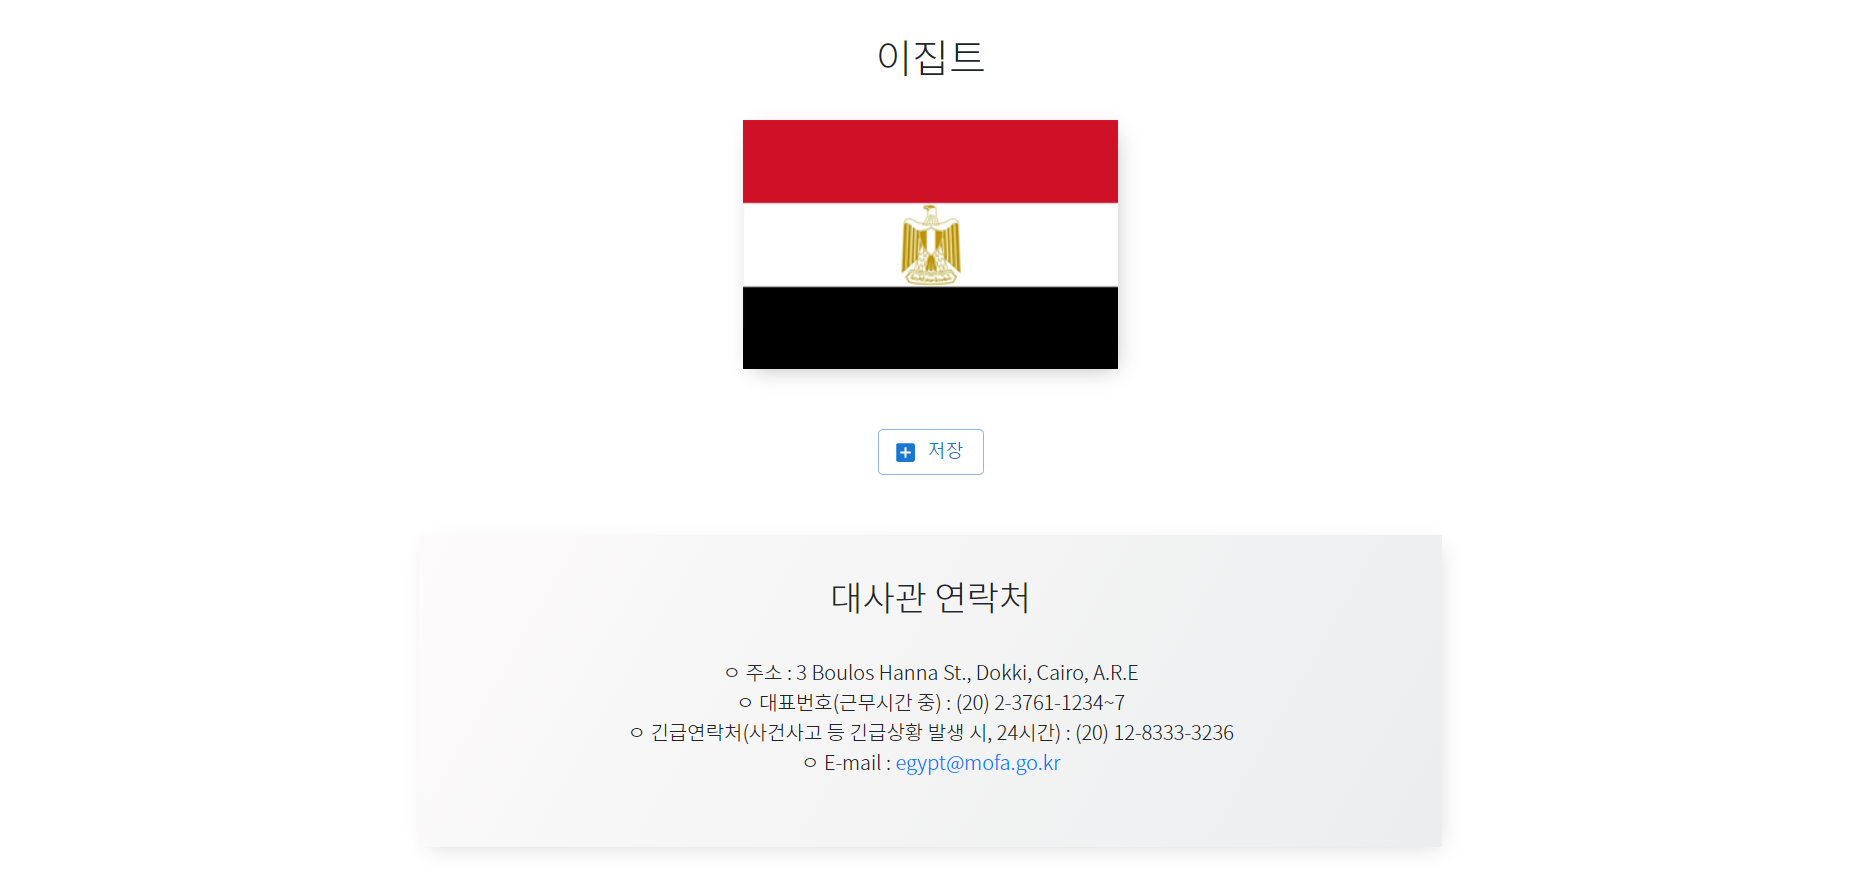 이집트
저장
대사관 연락처
ㅇ 주소 : 3 Boulos Hanna St., Dokki, Cairo, A.R.E
ㅇ 대표번호(근무시간 중) : (20) 2-3761-1234~7
ㅇ 긴급연락처(사건사고 등 긴급상황 발생 시, 24시간) : (20) 12-8333-3236
ㅇ E-mail : egypt@mofa.go.kr